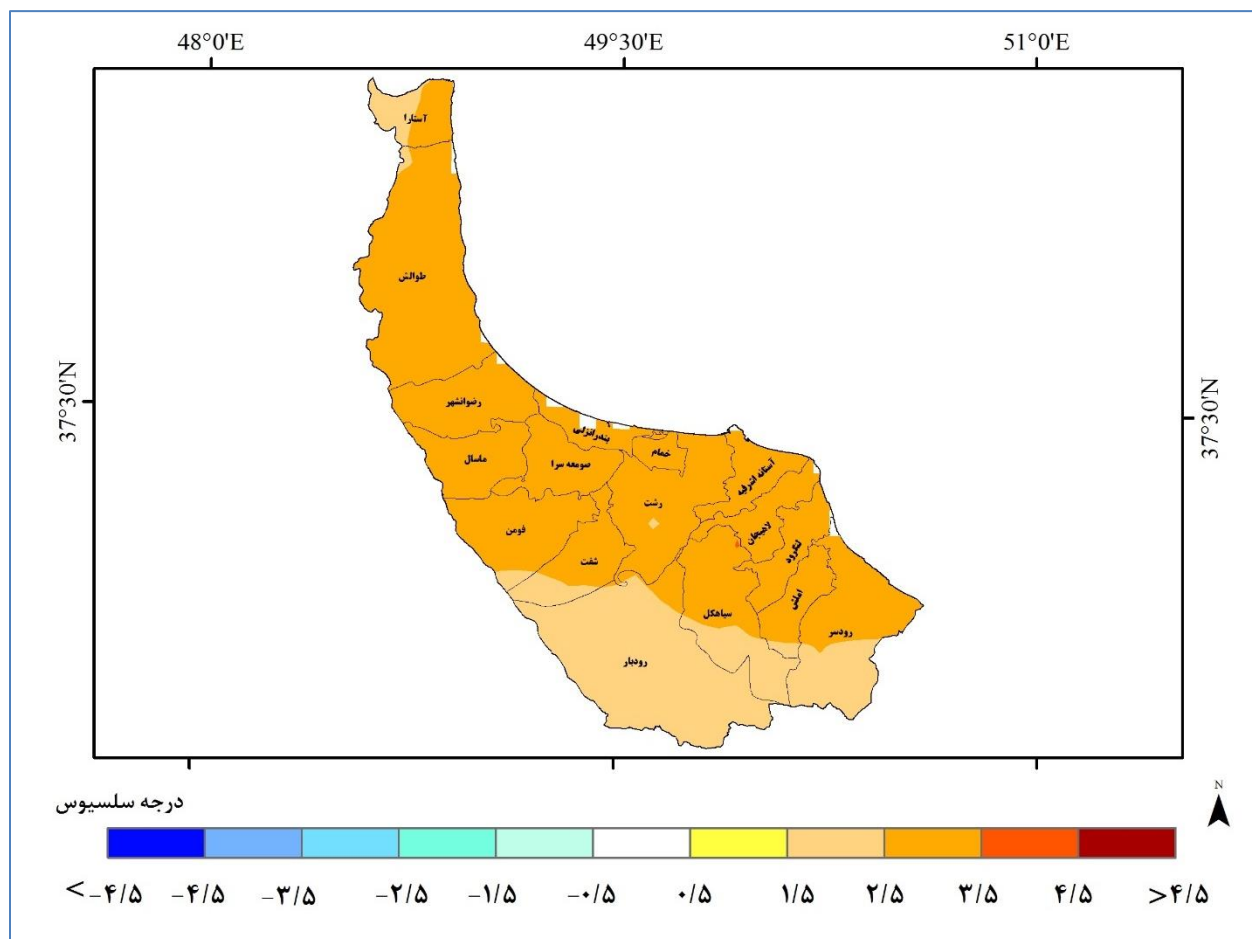 48°0'E 49°30'E 51°0'E
آستارا
طوالش
37°30'N 37°30'N
رضوانشهر
بندرانزلی
خمام
ماسال
صومعه سرا
آستانه اشرفیه
رشت
لاهیجان
فومن
لنگرود
شفت
املش
سیاهکل
رودسر
رودبار
درجه سلسیوس
N
<-۴/۵ -۴/۵ -۳/۵ -۲/۵ -۱/۵ -۰/۵ ۰/۵ ۱/۵ ۲/۵ ۳/۵ ۴/۵ >۴/۵